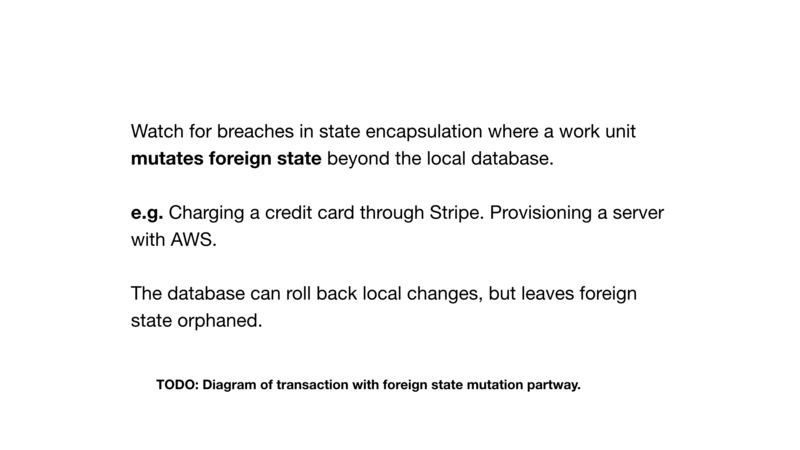 Watch for breaches in state encapsulation where a work unit
mutates foreign state beyond the local database.
e.g. Charging a credit card through Stripe. Provisioning a server
with AWS.
The database can roll back local changes, but leaves foreign
state orphaned.
TODO: Diagram of transaction with foreign state mutation partway.